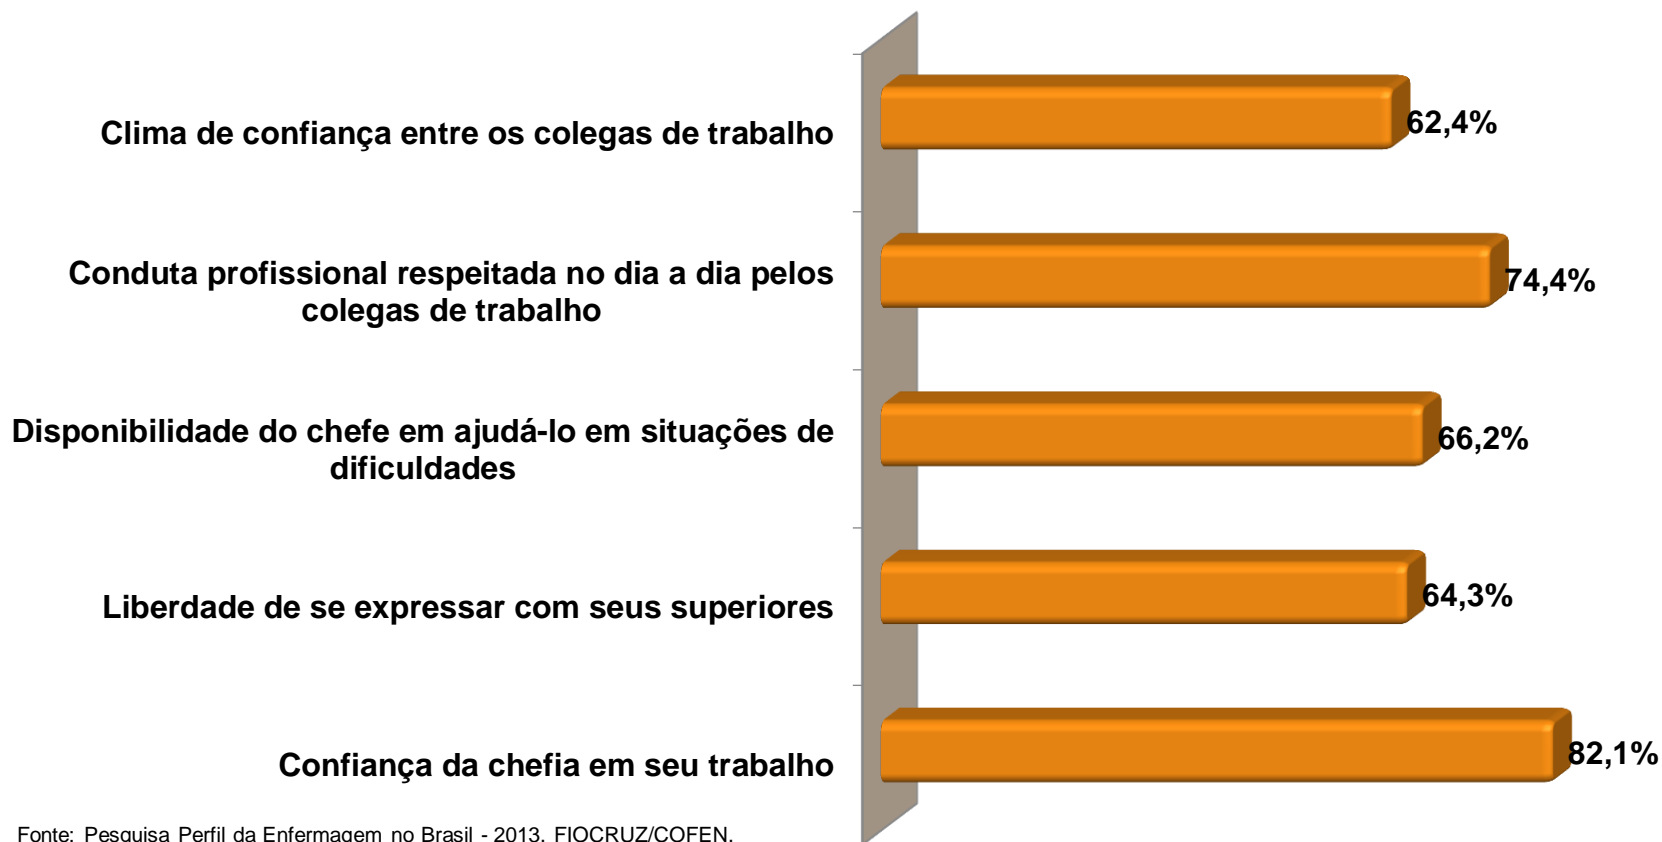 Clima de confiança entre os colegas de trabalho
62,4%
Conduta profissional respeitada no dia a dia pelos
colegas de trabalho
74,4%
Disponibilidade do chefe em ajudá-lo em situações de
dificuldades
66,2%
Liberdade de se expressar com seus superiores
64,3%
Confiança da chefia em seu trabalho
82,1%
Fonte: Pesquisa Perfil da Enfermagem no Brasil - 2013. FIOCRUZ/COFEN.